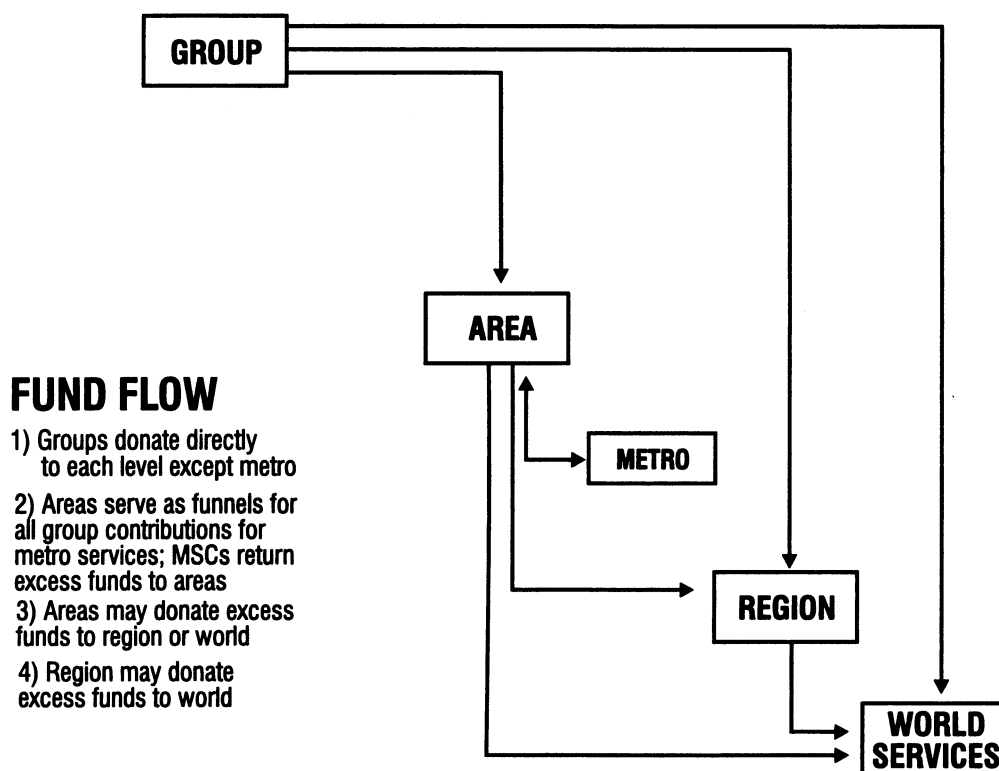 GROUP
AREA
FUND FLOW
1) Groups donate directly
to each level except metro
METRO
2) Areas serve as funnels for
all group contributions for
metro services; MSCs return
excess funds to areas
3) Areas may donate excess
funds to region or world
REGION
4) Region may donate
excess funds to world
WORLD
SERVICES